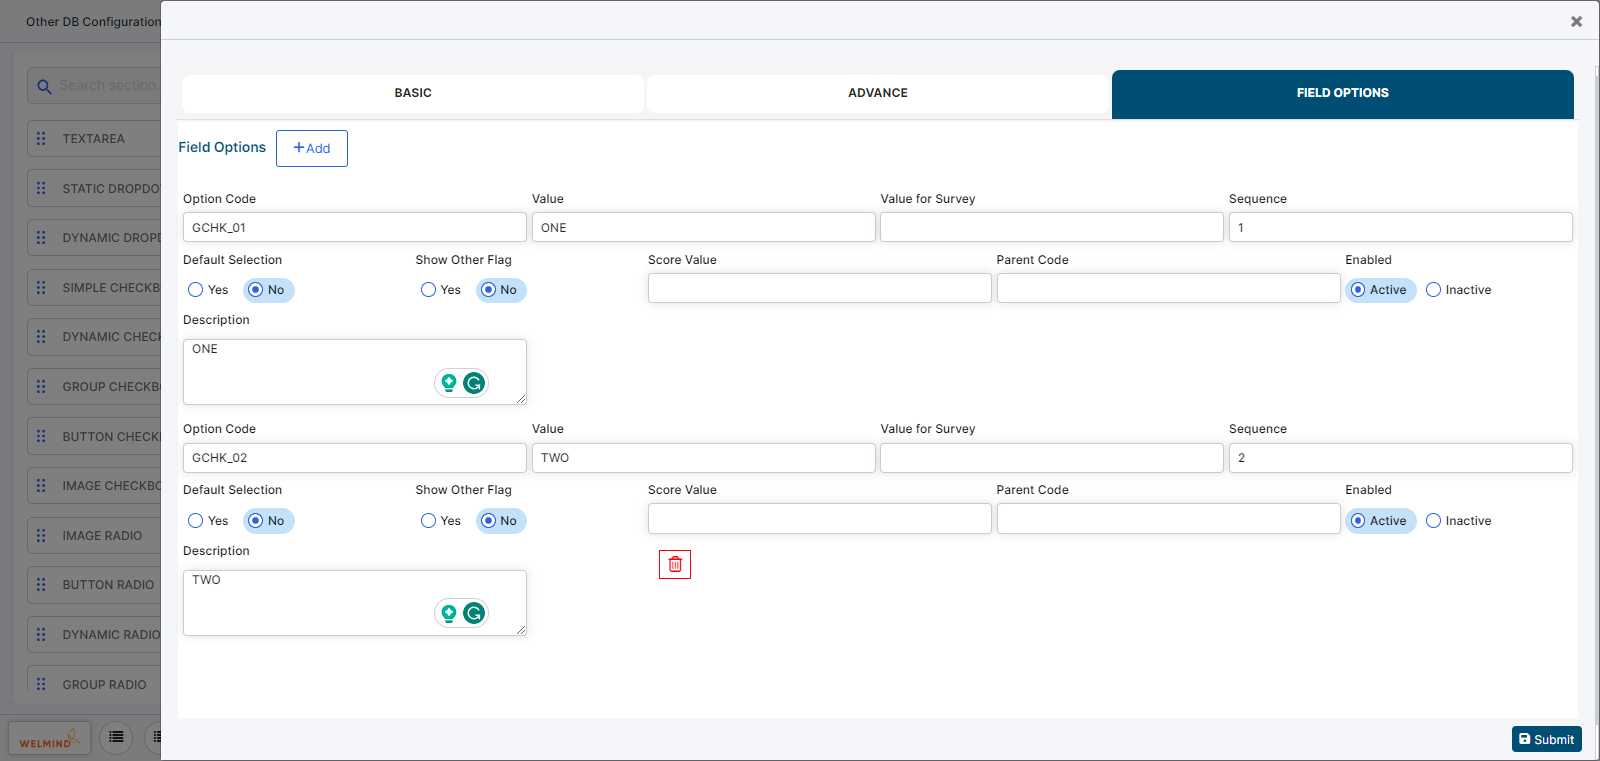 Other DB Configuration
Search section
TEXTAREA
STATIC DROPDO
DYNAMIC DROPD
SIMPLE CHECKB
DYNAMIC CHECK
GROUP CHECKBO
BUTTON CHECK
IMAGE CHECKBO
IMAGE RADIO
BUTTON RADIO
DYNAMIC RADIO
GROUP RADIO
WELMIND
BASIC ADVANCE FIELD OPTIONS
Field Options +Add
Option Code Value Value for Survey Sequence
GCHK_01 ONE 1
Default Selection Show Other Flag Score Value Parent Code Enabled
Yes No Yes No Active Inactive
Description
ONE
Option Code Value Value for Survey Sequence
GCHK_02 TWO 2
Default Selection Show Other Flag Score Value Parent Code Enabled
Yes No Yes No Active Inactive
Description
TWO
Submit